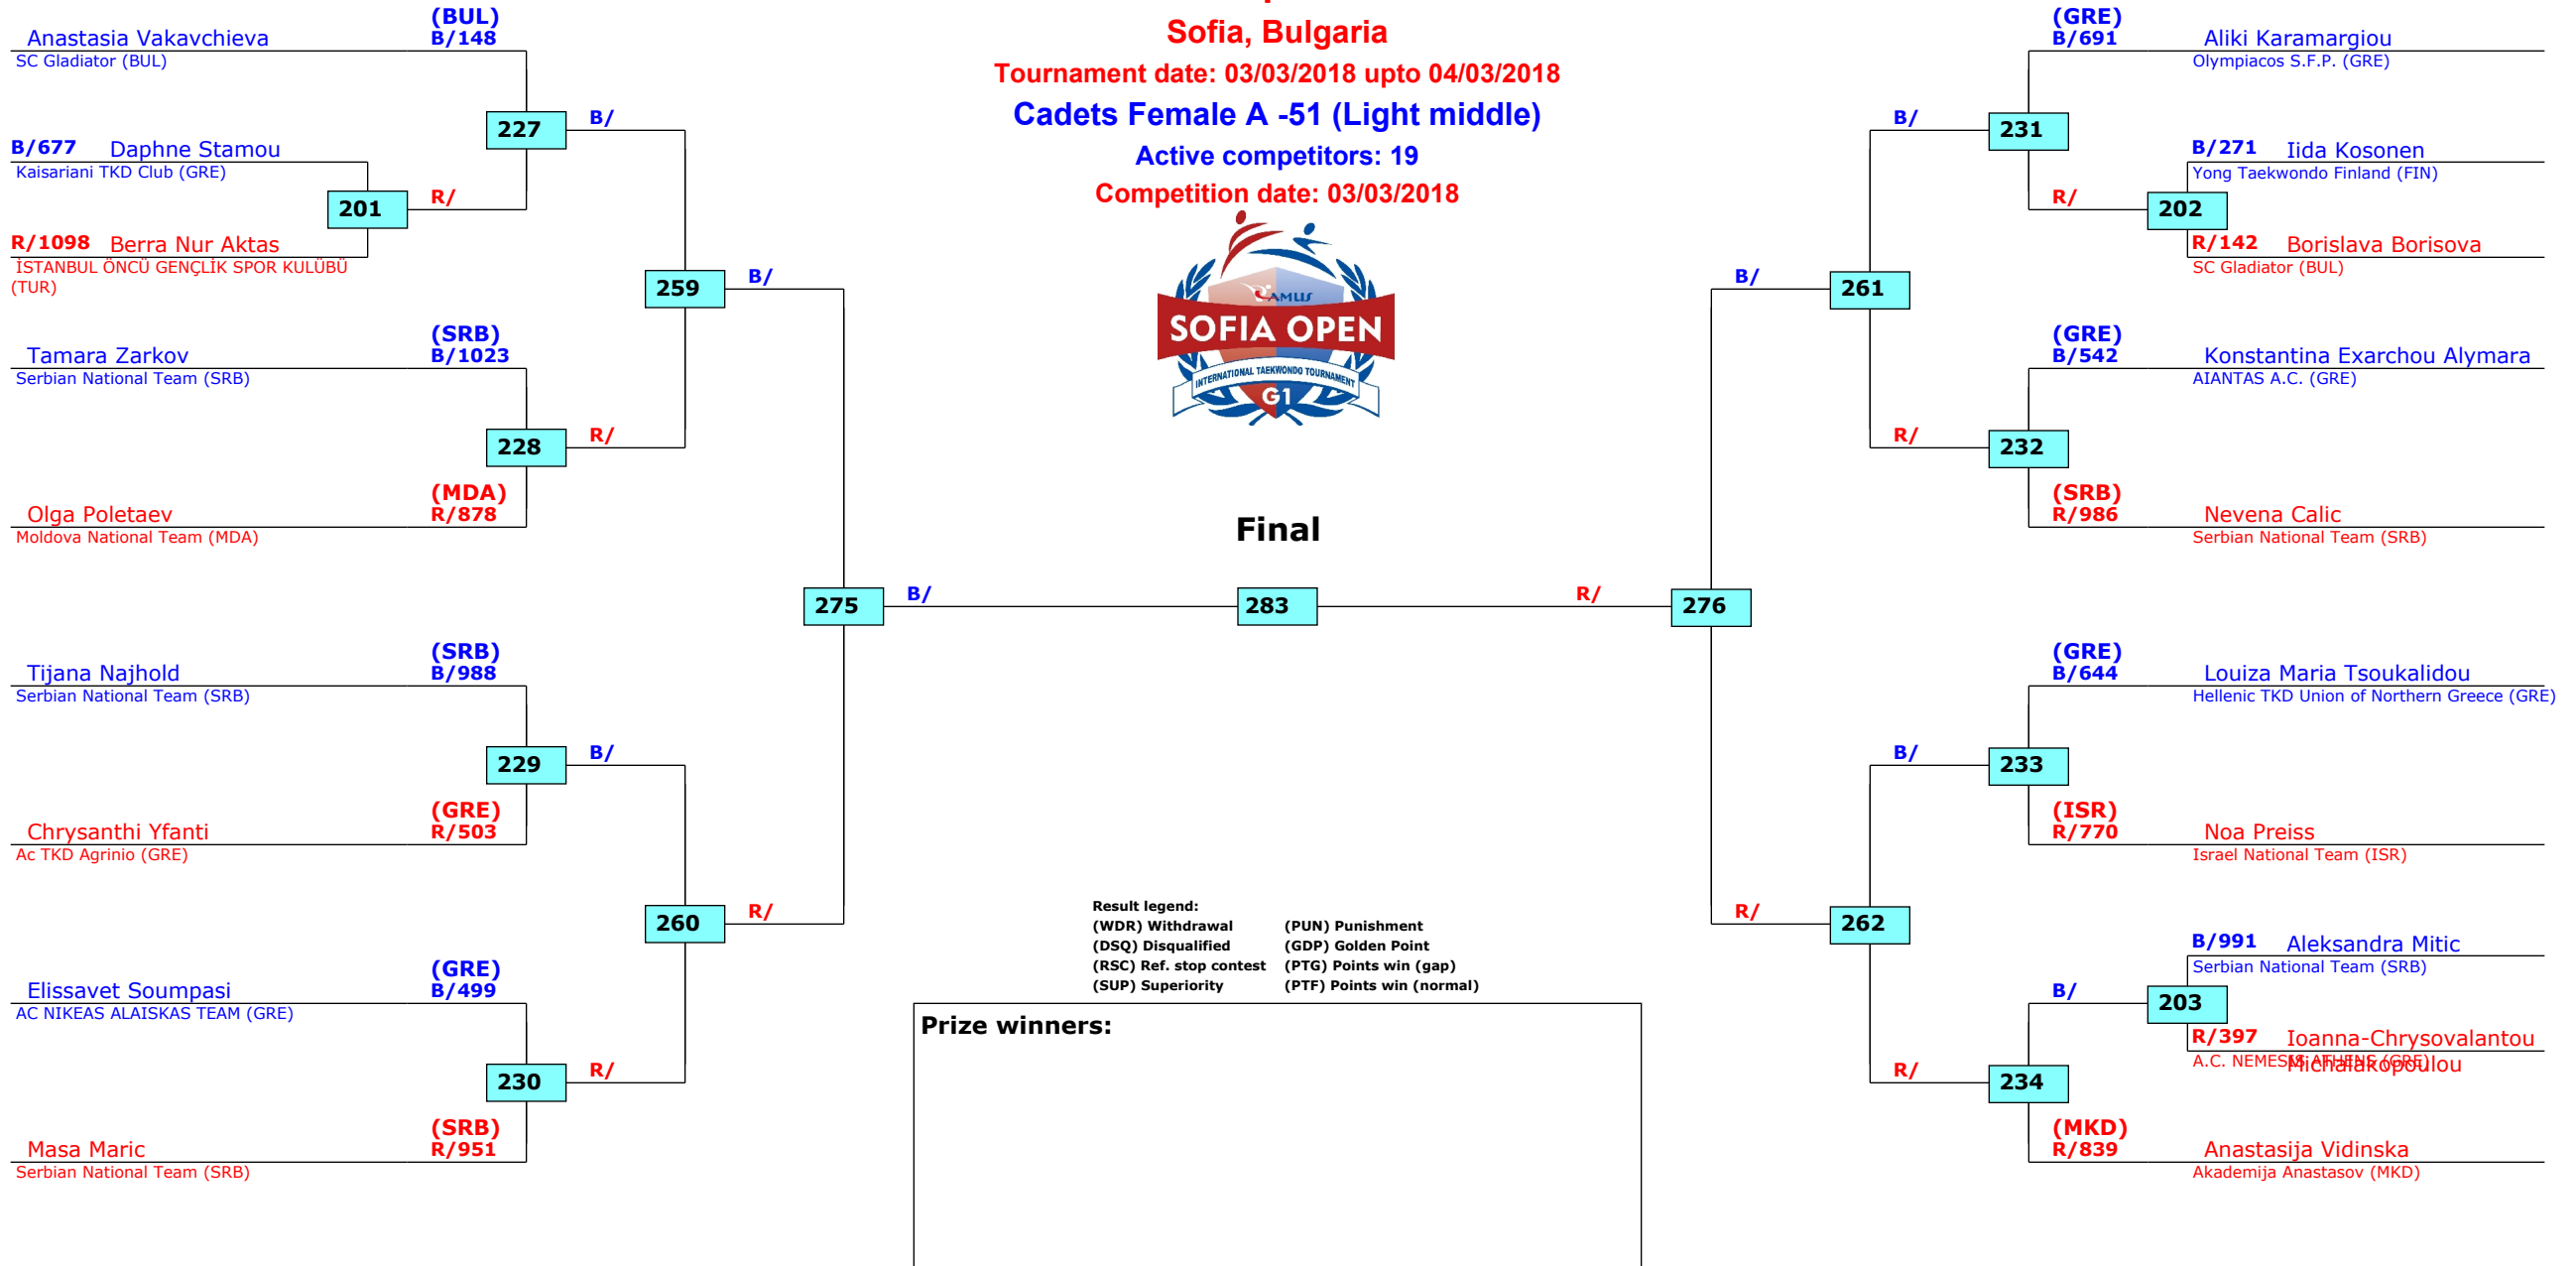 Sofia, Bulgaria
Tournament date: 03/03/2018 upto 04/03/2018
Cadets Female A -51 (Light middle)
Active competitors: 19
Competition date: 03/03/2018
CAMUS
SOFIA OPEN
INTERNATIONAL TAEKWONDO TOURNAMENT
G1
(BUL)
Anastasia Vakavchieva B/148
SC Gladiator (BUL)
227 B/
B/677 Daphne Stamou
Kaisariani TKD Club (GRE)
201 R/
R/1098 Berra Nur Aktas
İSTANBUL ÖNCÜ GENÇLİK SPOR KULÜBÜ
(TUR)
259 B/
(SRB)
Tamara Zarkov B/1023
Serbian National Team (SRB)
228 R/
(MDA)
Olga Poletaev R/878
Moldova National Team (MDA)
275 B/
(SRB)
Tijana Najhold B/988
Serbian National Team (SRB)
229 B/
(GRE)
Chrysanthi Yfanti R/503
Ac TKD Agrinio (GRE)
260 R/
(GRE)
Elissavet Soumpasi B/499
AC NIKEAS ALAISKAS TEAM (GRE)
230 R/
(SRB)
Masa Maric R/951
Serbian National Team (SRB)
Final
283
(GRE)
B/691 Aliki Karamargiou
Olympiacos S.F.P. (GRE)
B/ 231
B/271 Iida Kosonen
Yong Taekwondo Finland (FIN)
R/ 202
R/142 Borislava Borisova
SC Gladiator (BUL)
B/ 261
(GRE)
B/542 Konstantina Exarchou Alymara
AIANTAS A.C. (GRE)
R/ 232
(SRB)
R/986 Nevena Calic
Serbian National Team (SRB)
R/ 276
(GRE)
B/644 Louiza Maria Tsoukalidou
Hellenic TKD Union of Northern Greece (GRE)
B/ 233
(ISR)
R/770 Noa Preiss
Israel National Team (ISR)
R/ 262
B/991 Aleksandra Mitic
Serbian National Team (SRB)
B/ 203
R/397 Ioanna-Chrysovalantou
Michalakopoulou
A.C. NEMESIS ATHENS (GRE)
R/ 234
(MKD)
R/839 Anastasija Vidinska
Akademija Anastasov (MKD)
Result legend:
(WDR) Withdrawal (PUN) Punishment
(DSQ) Disqualified (GDP) Golden Point
(RSC) Ref. stop contest (PTG) Points win (gap)
(SUP) Superiority (PTF) Points win (normal)
Prize winners: